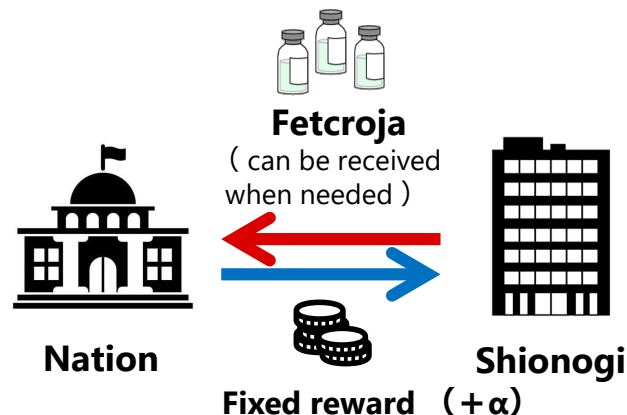 Fetcroja
（ can be received
when needed ）
Nation
Shionogi
Fixed reward （＋α）